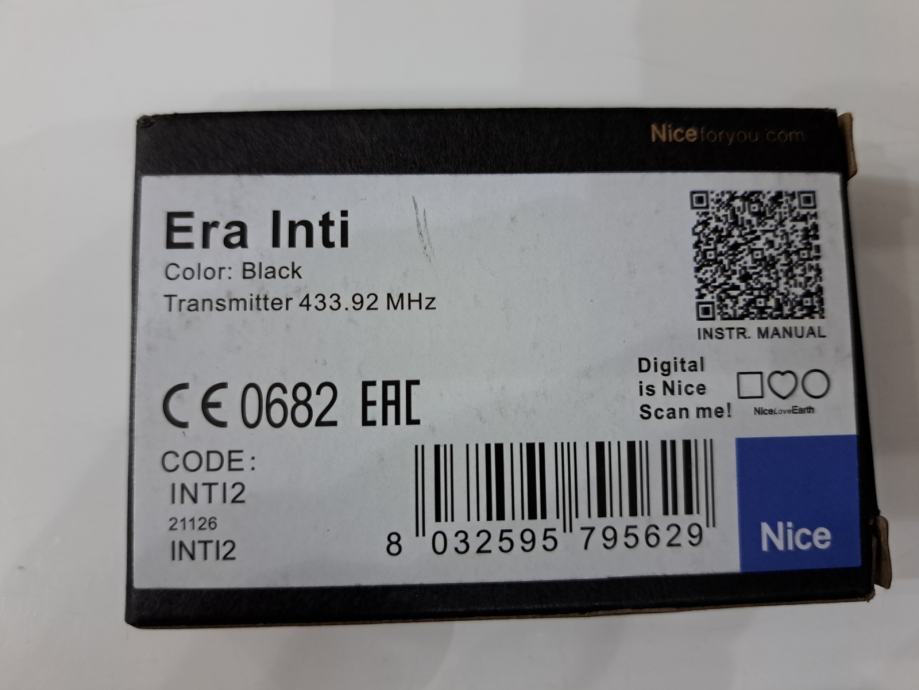 Niceforyou.com
Era Inti
Color: Black
Transmitter 433.92 MHz
INSTR. MANUAL
Digital
is Nice
Scan me!
NiceLoveEarth
CE 0682 EAC
CODE:
INTI2
21126
INTI2
8 032595 795629
Nice